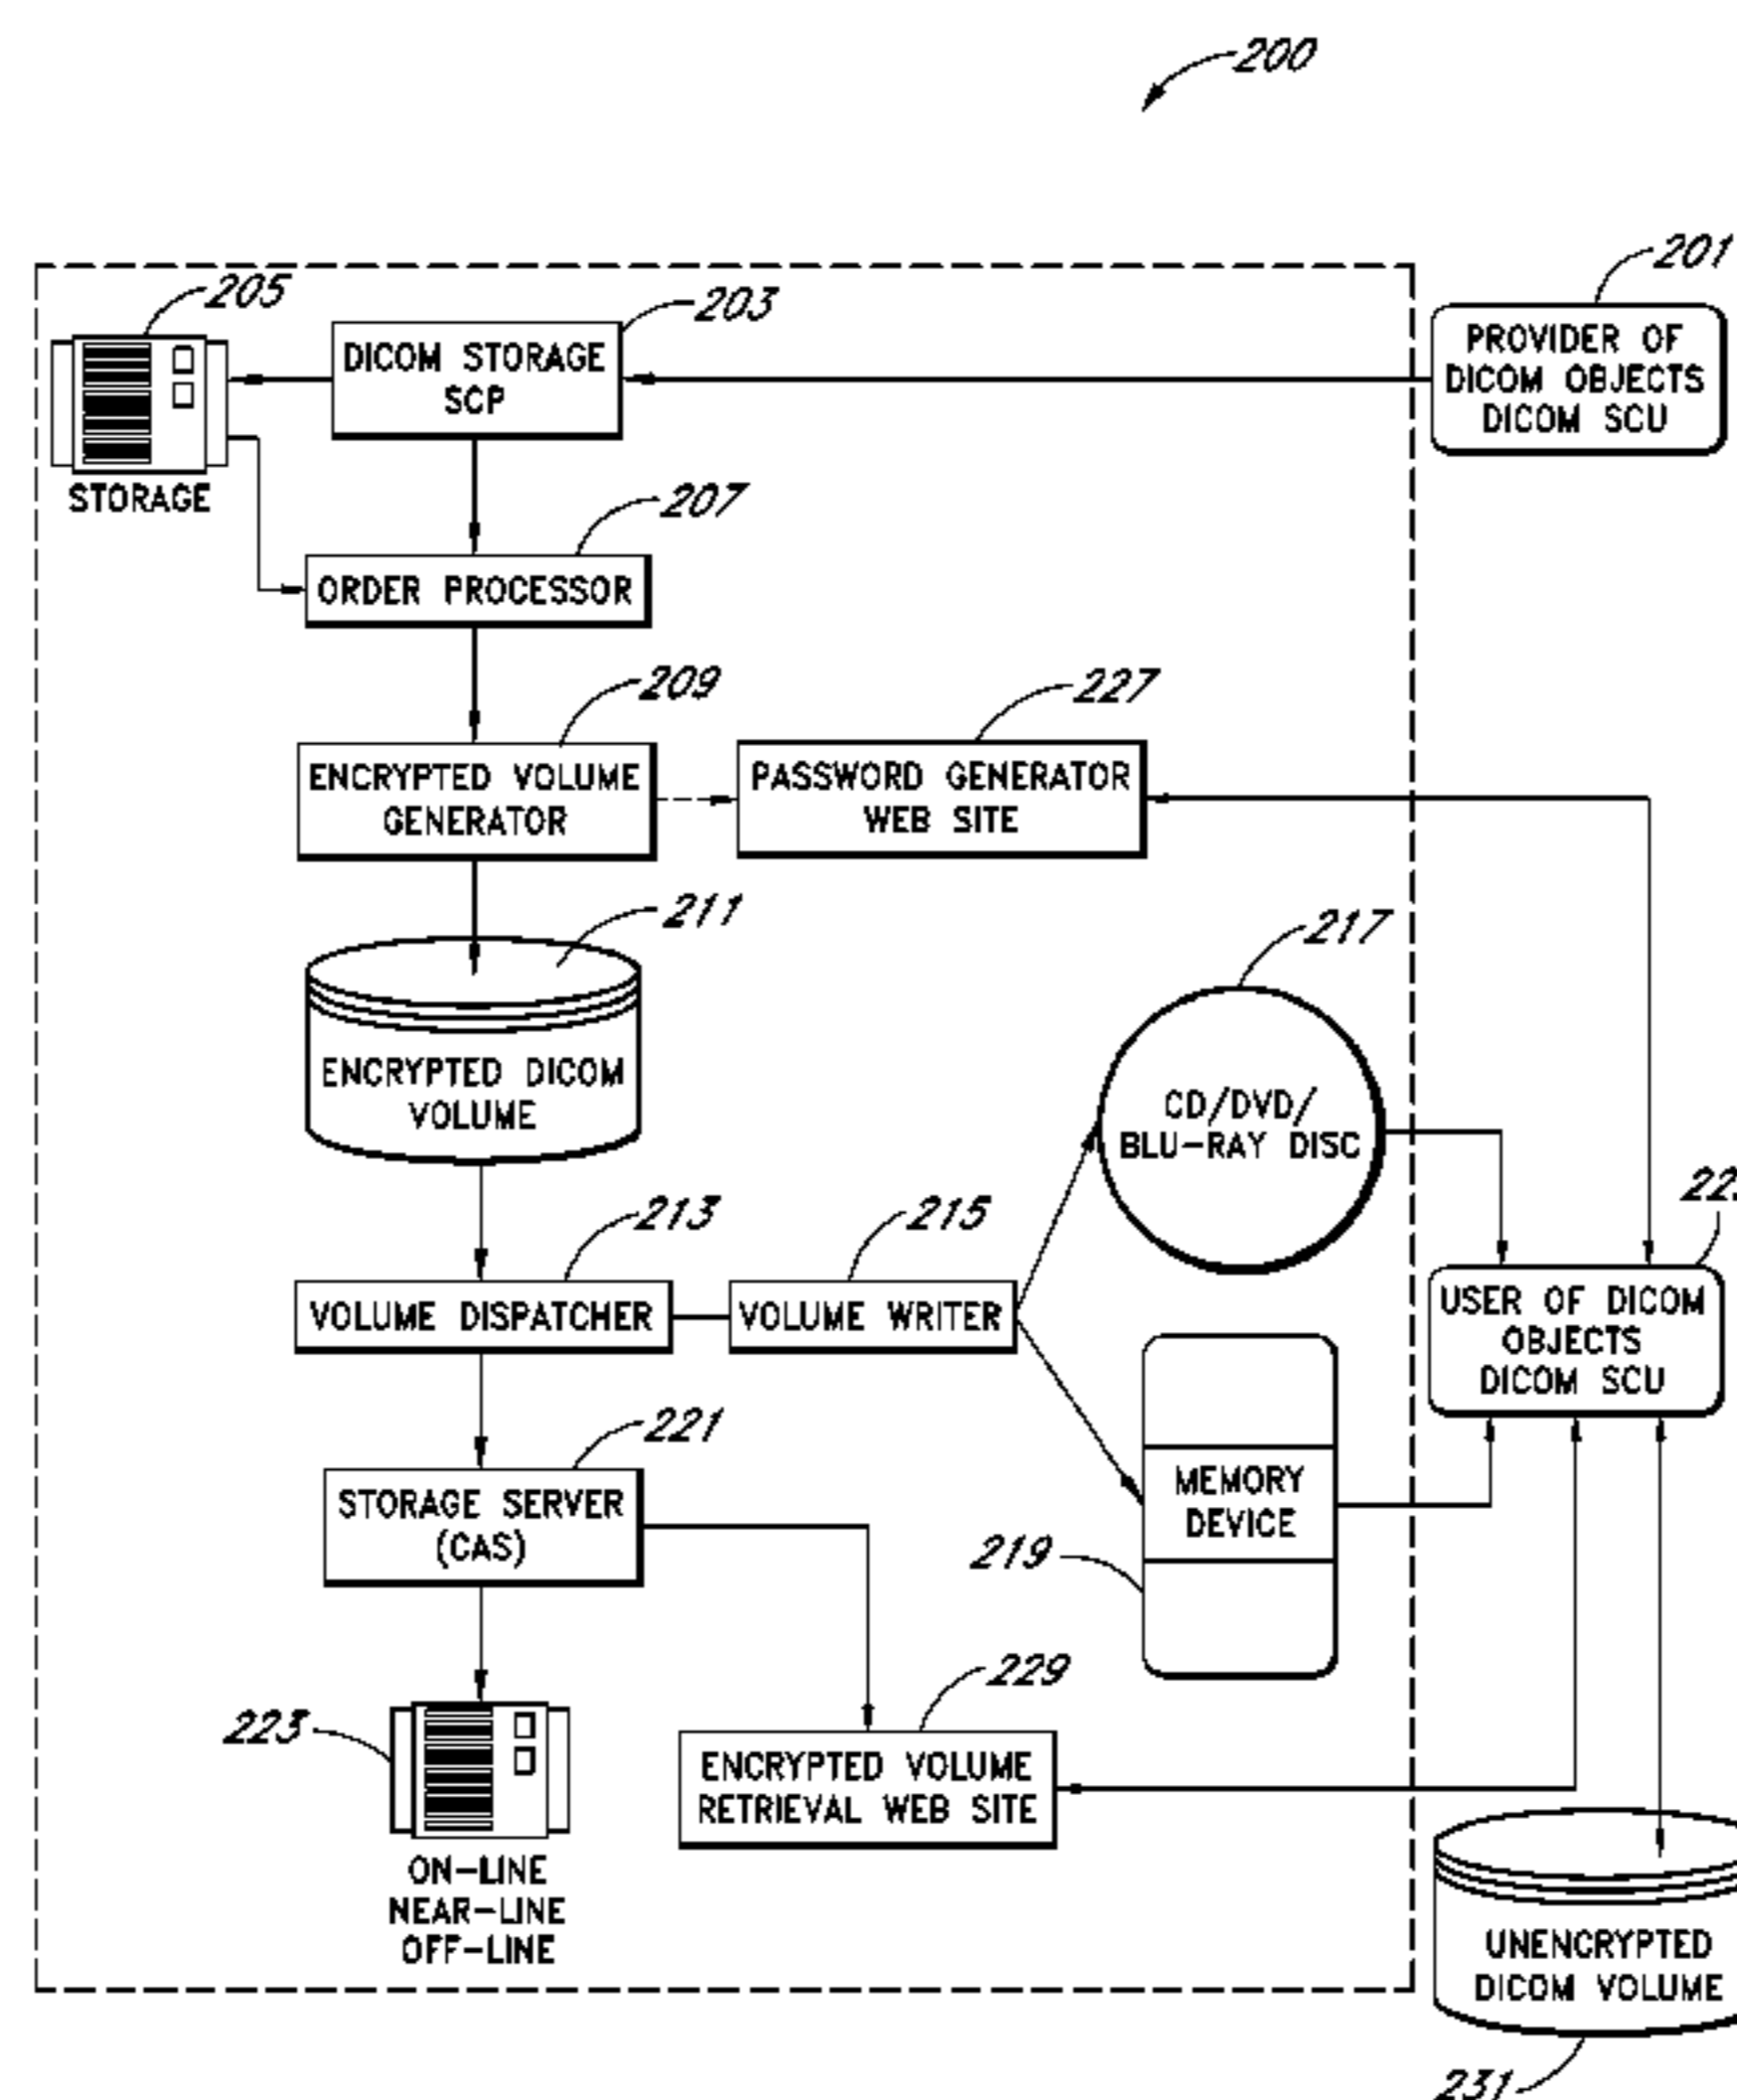 200
201
205
203
PROVIDER OF
DICOM OBJECTS
DICOM SCU
DICOM STORAGE
SCP
STORAGE
207
ORDER PROCESSOR
209
227
ENCRYPTED VOLUME
GENERATOR
PASSWORD GENERATOR
WEB SITE
211
217
ENCRYPTED DICOM
VOLUME
CD/DVD/
BLU-RAY DISC
213
215
VOLUME DISPATCHER
VOLUME WRITER
USER OF DICOM
OBJECTS
DICOM SCU
221
STORAGE SERVER
(CAS)
MEMORY
DEVICE
219
223
229
ENCRYPTED VOLUME
RETRIEVAL WEB SITE
ON-LINE
NEAR-LINE
OFF-LINE
UNENCRYPTED
DICOM VOLUME
231